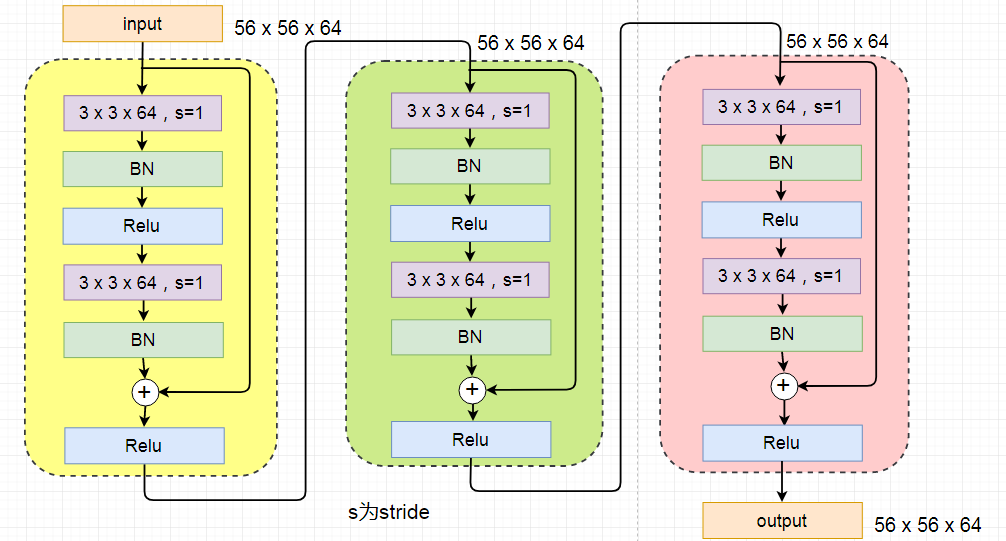 input
56 x 56 x 64
3 x 3 x 64，s=1
BN
Relu
3 x 3 x 64，s=1
BN
+
Relu
56 x 56 x 64
3 x 3 x 64，s=1
BN
Relu
3 x 3 x 64，s=1
BN
+
Relu
56 x 56 x 64
3 x 3 x 64，s=1
BN
Relu
3 x 3 x 64，s=1
BN
+
Relu
output
56 x 56 x 64
s为stride